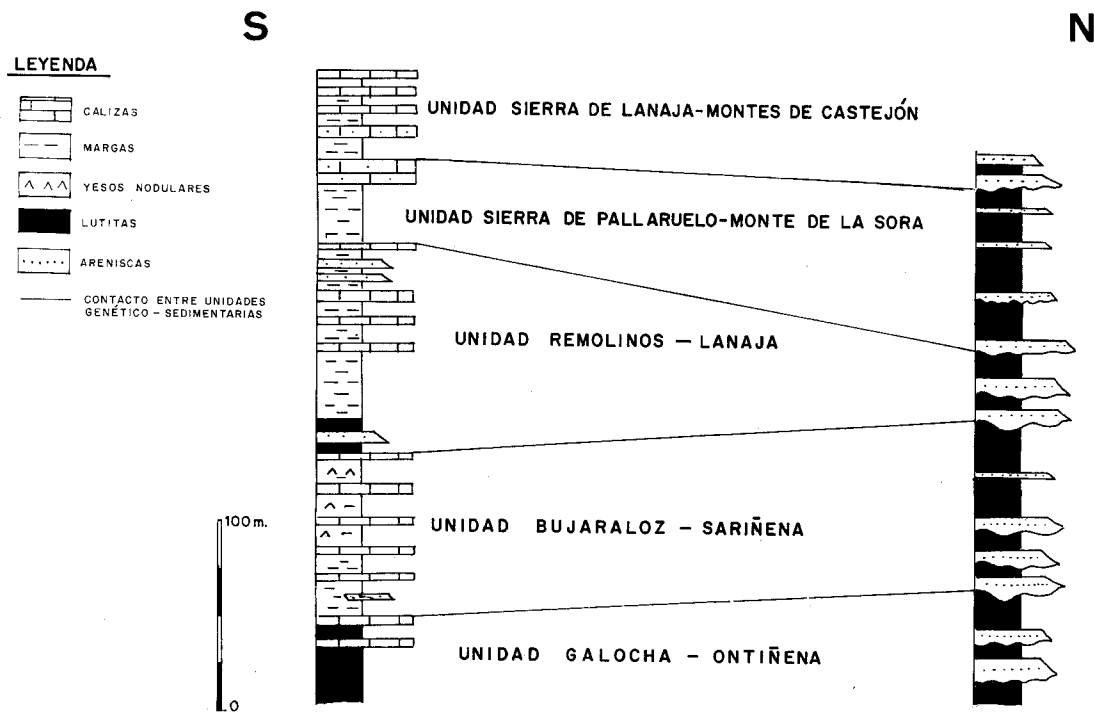 S
N
LEYENDA
CALIZAS
MARGAS
YESOS NODULARES
LUTITAS
ARENISCAS
CONTACTO ENTRE UNIDADES
GENÉTICO – SEDIMENTARIAS
UNIDAD SIERRA DE LANAJA-MONTES DE CASTEJÓN
UNIDAD SIERRA DE PALLARUELO-MONTE DE LA SORA
UNIDAD REMOLINOS – LANAJA
UNIDAD BUJARALOZ – SARIÑENA
UNIDAD GALOCHA – ONTIÑENA
100 m.
0